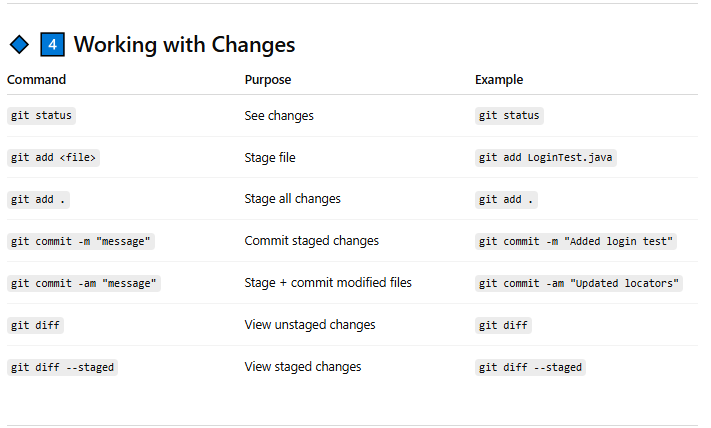 4 Working with Changes
Command Purpose Example
git status See changes git status
git add <file> Stage file git add LoginTest.java
git add . Stage all changes git add .
git commit -m "message" Commit staged changes git commit -m "Added login test"
git commit -am "message" Stage + commit modified files git commit -am "Updated locators"
git diff View unstaged changes git diff
git diff --staged View staged changes git diff --staged